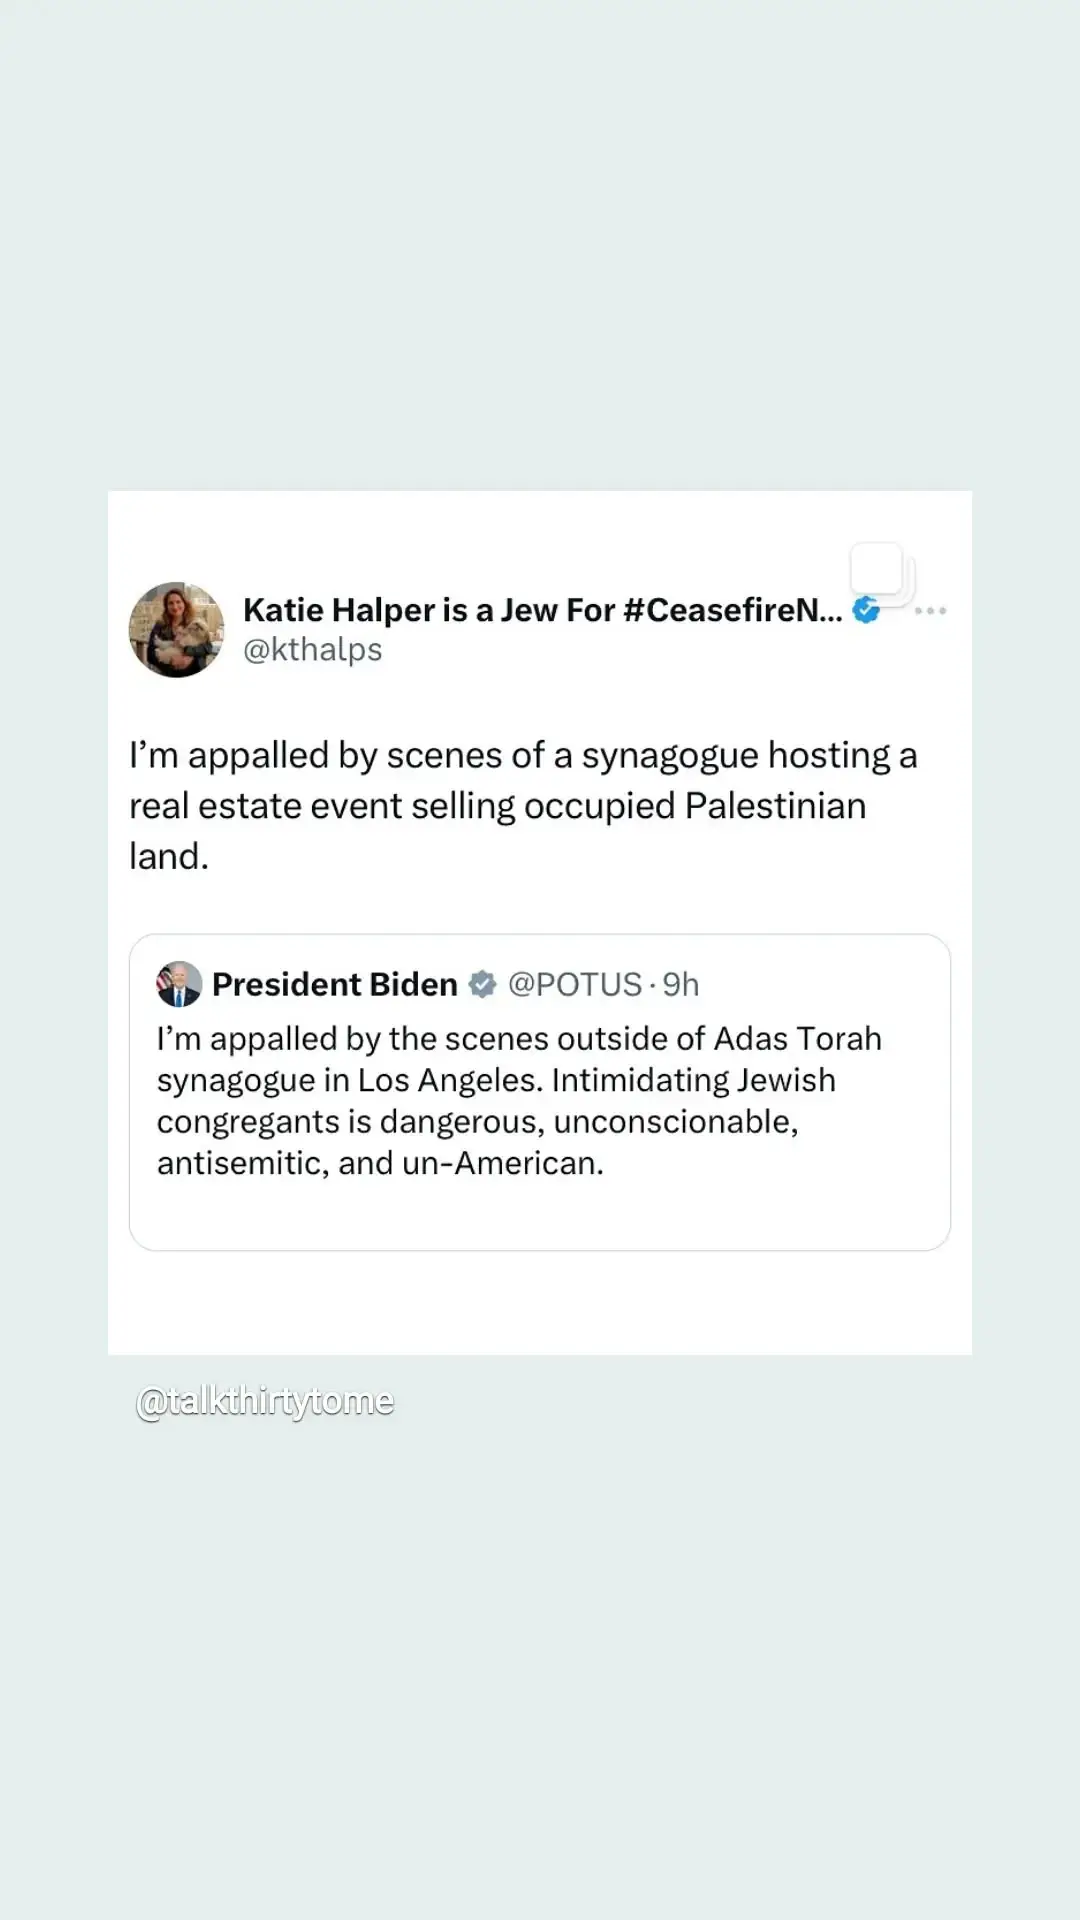 Katie Halper is a Jew For #CeasefireN...
@kthalps
I’m appalled by scenes of a synagogue hosting a
real estate event selling occupied Palestinian
land.
President Biden @POTUS · 9h
I’m appalled by the scenes outside of Adas Torah
synagogue in Los Angeles. Intimidating Jewish
congregants is dangerous, unconscionable,
antisemitic, and un-American.
@talkthirtytome